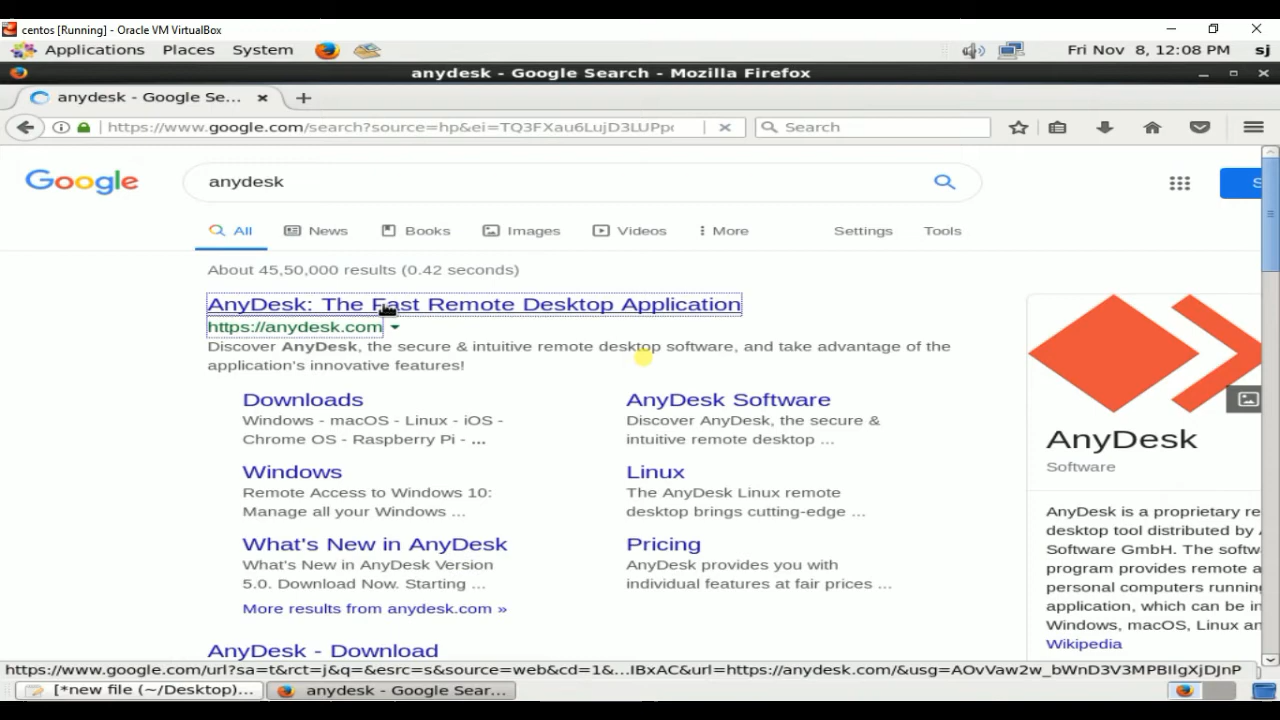 centos [Running] - Oracle VM VirtualBox
Applications Places System Fri Nov 8, 12:08 PM sj
anydesk - Google Search - Mozilla Firefox
anydesk - Google Se...
https://www.google.com/search?source=hp&ei=TQ3FXau6LujD3LUPp Search
Google anydesk
All News Books Images Videos More Settings Tools
About 45,50,000 results (0.42 seconds)
AnyDesk: The Fast Remote Desktop Application
https://anydesk.com
Discover AnyDesk, the secure & intuitive remote desktop software, and take advantage of the
application's innovative features!
Downloads
Windows - macOS - Linux - iOS -
Chrome OS - Raspberry Pi - ...
AnyDesk Software
Discover AnyDesk, the secure &
intuitive remote desktop ...
Windows
Remote Access to Windows 10:
Manage all your Windows ...
Linux
The AnyDesk Linux remote
desktop brings cutting-edge ...
What's New in AnyDesk
What's New in AnyDesk Version
5.0. Download Now. Starting ...
Pricing
AnyDesk provides you with
individual features at fair prices ...
More results from anydesk.com »
AnyDesk - Download
AnyDesk
Software
AnyDesk is a proprietary re
desktop tool distributed by
Software GmbH. The softw
program provides remote a
personal computers runnin
application, which can be in
Windows, macOS, Linux an
Wikipedia
https://www.google.com/url?sa=t&rct=j&q=&esrc=s&source=web&cd=1&...IBxAC&url=https://anydesk.com/&usg=AOvVaw2w_bWnD3V3MPBIlgXjDJnP
[*new file (~/Desktop)... anydesk - Google Sear...